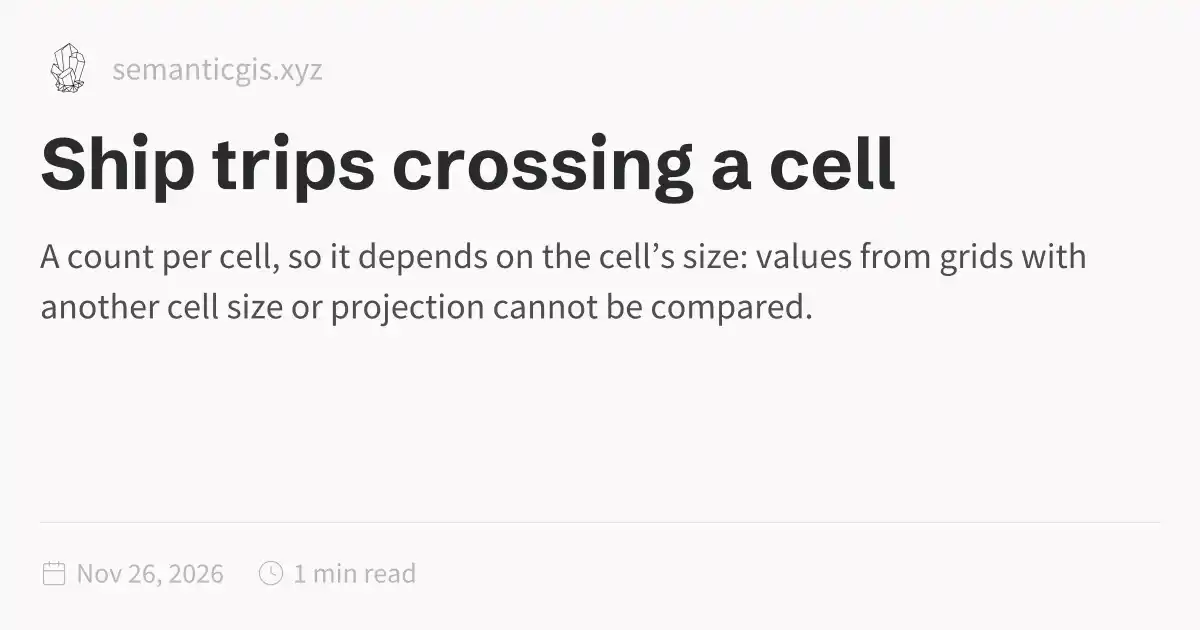 semanticgis.xyz
Ship trips crossing a cell
A count per cell, so it depends on the cell’s size: values from grids with
another cell size or projection cannot be compared.
Nov 26, 2026 1 min read